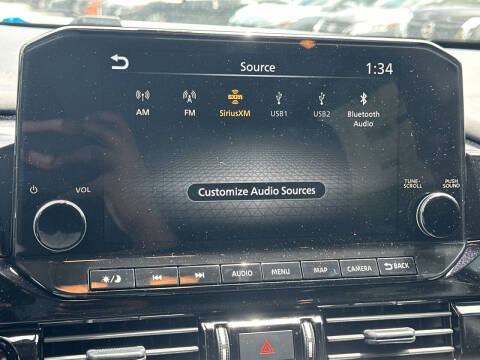 Source
1:34
AM
FM
SXM
SiriusXM
USB1
USB2
Bluetooth
Audio
VOL
TUNE-
SCROLL
PUSH
SOUND
Customize Audio Sources
AUDIO
MENU
MAP
CAMERA
BACK